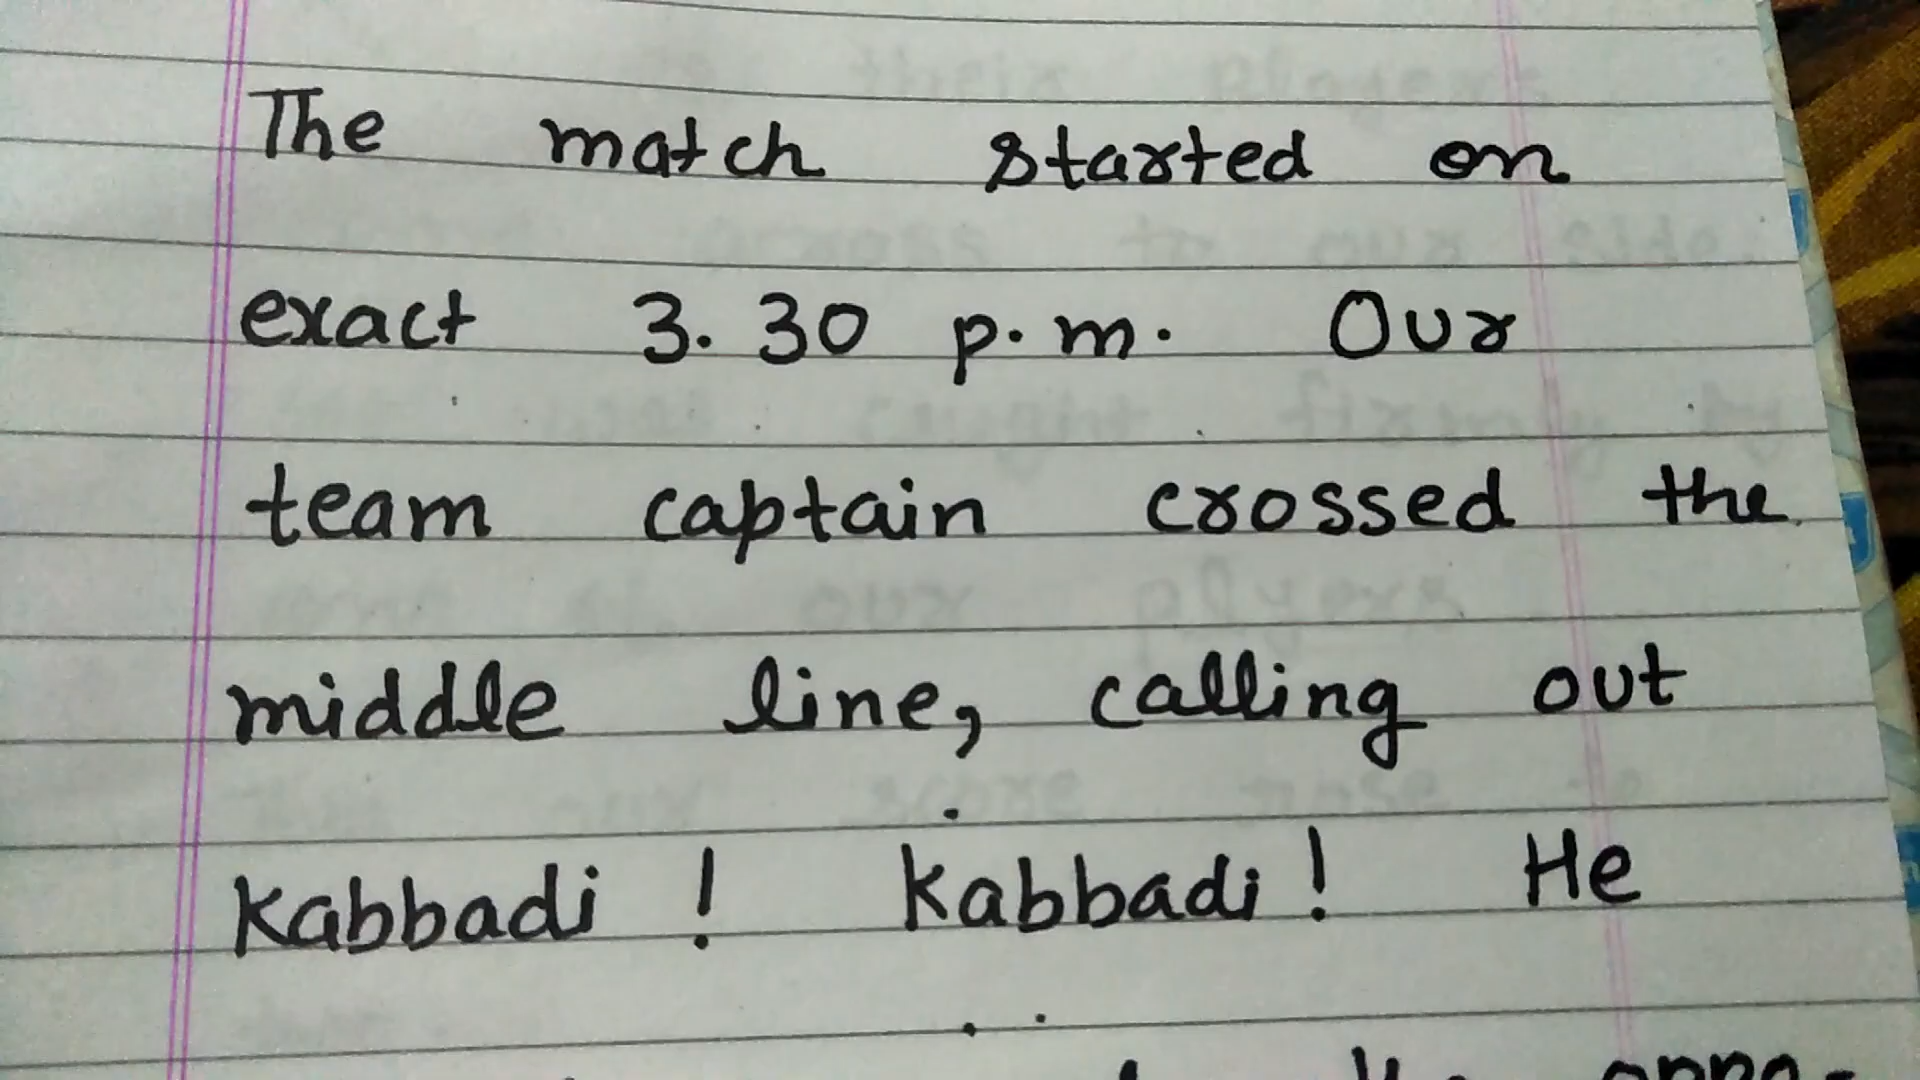 The match started on
exact 3.30 p.m. Our
team captain crossed the
middle line, calling out
Kabbadi ! Kabbadi ! He